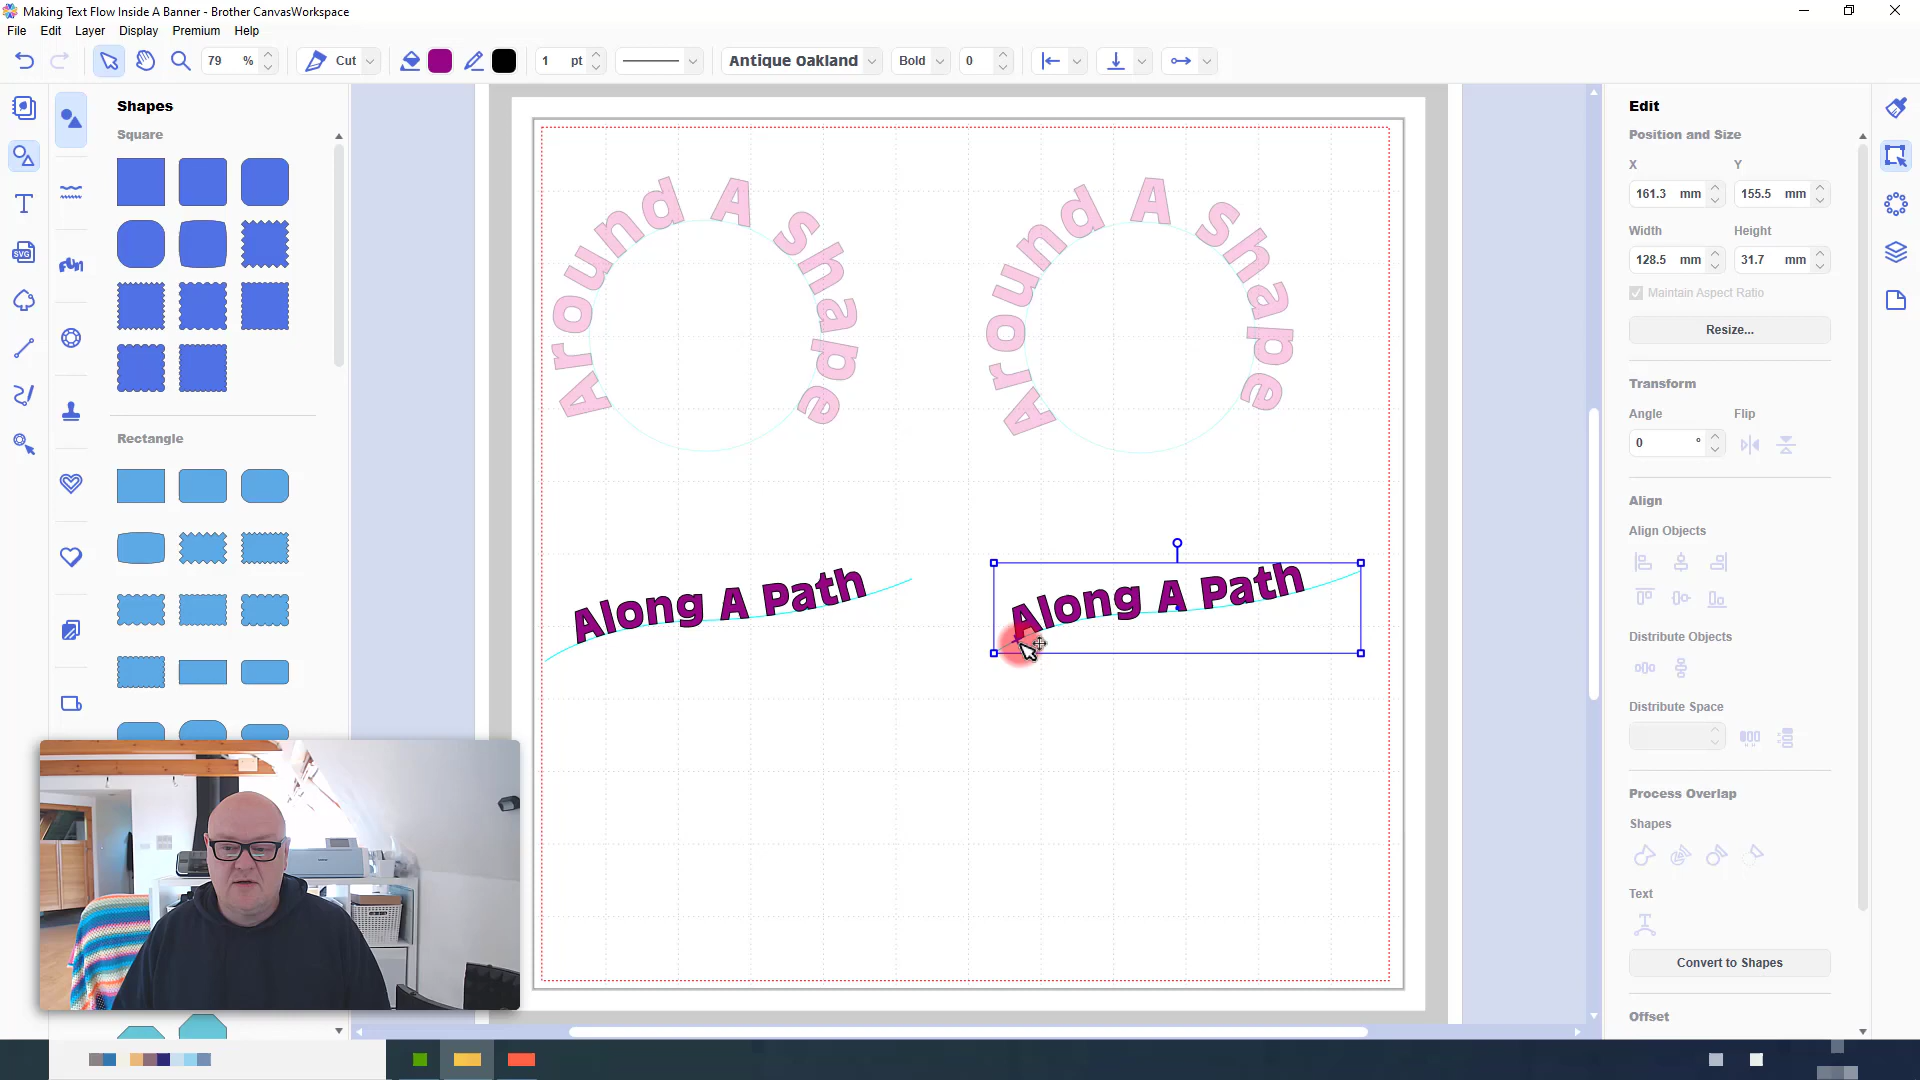 Making Text Flow Inside A Banner - Brother CanvasWorkspace
File Edit Layer Display Premium Help
79 % Cut 1 pt Antique Oakland Bold 0
Shapes
Square
Rectangle
SVG
Fun
Around A Shape
Around A Shape
Along A Path
Along A Path
Edit
Position and Size
X Y
161.3 mm 155.5 mm
Width Height
128.5 mm 31.7 mm
Maintain Aspect Ratio
Resize...
Transform
Angle Flip
0 °
Align
Align Objects
Distribute Objects
Distribute Space
Process Overlap
Shapes
Text
Convert to Shapes
Offset